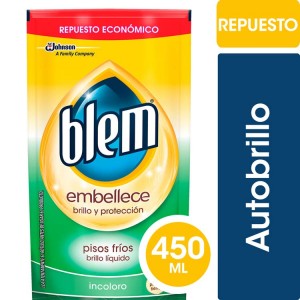 REPUESTO ECONÓMICO
SC Johnson
A Family Company
blem
embellece
brillo y protección
pisos fríos
brillo líquido
incoloro
450
ML
REPUESTO
Autobrillo